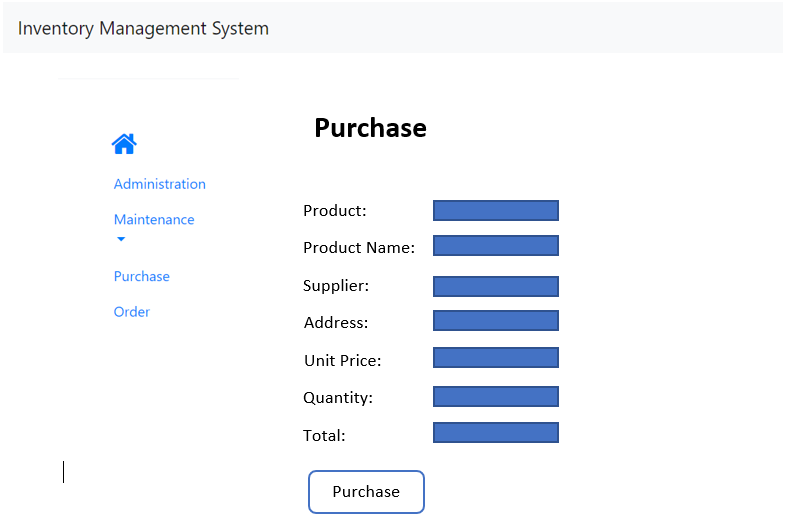 Inventory Management System
Purchase
Administration
Maintenance
Purchase
Order
Product:
Product Name:
Supplier:
Address:
Unit Price:
Quantity:
Total:
Purchase